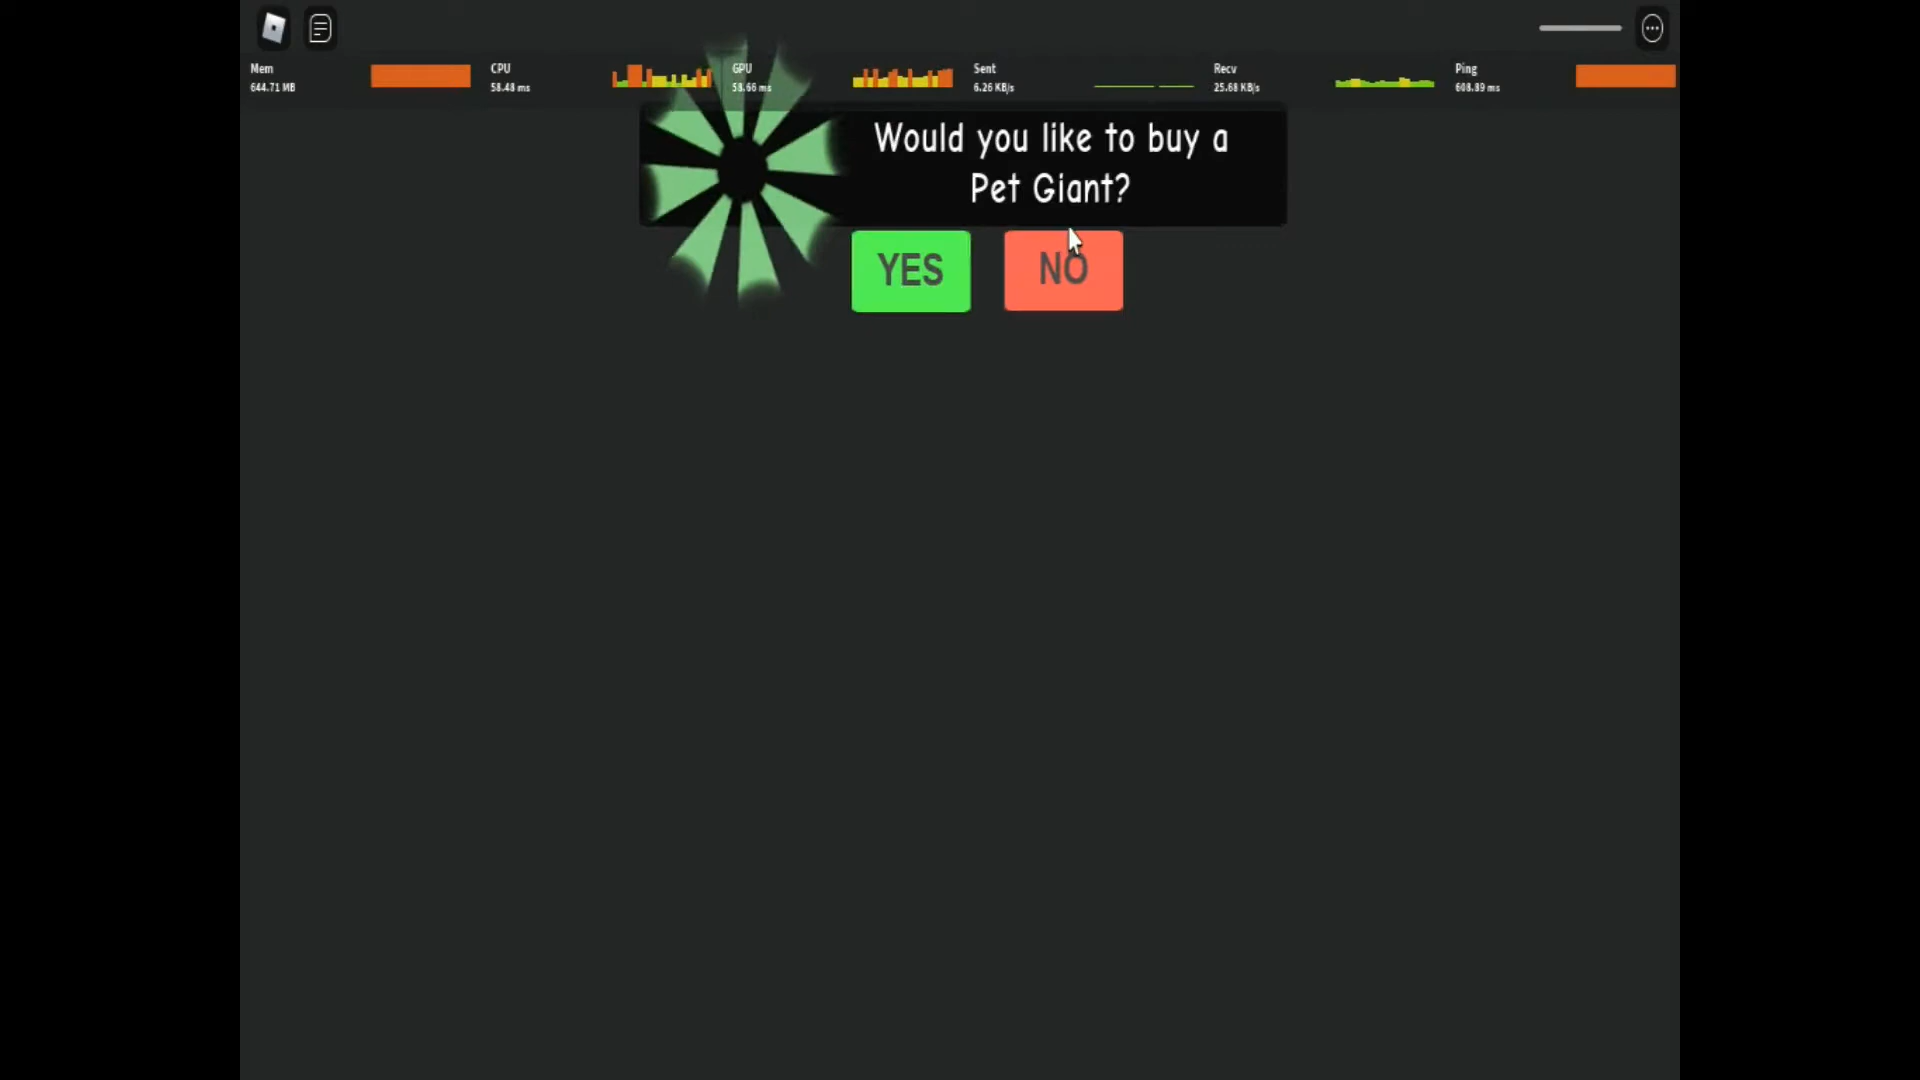 Mem
644.71 MB
CPU
58.48 ms
GPU
58.66 ms
Sent
6.26 KB/s
Recv
25.68 KB/s
Ping
608.89 ms
Would you like to buy a
Pet Giant?
YES
NO